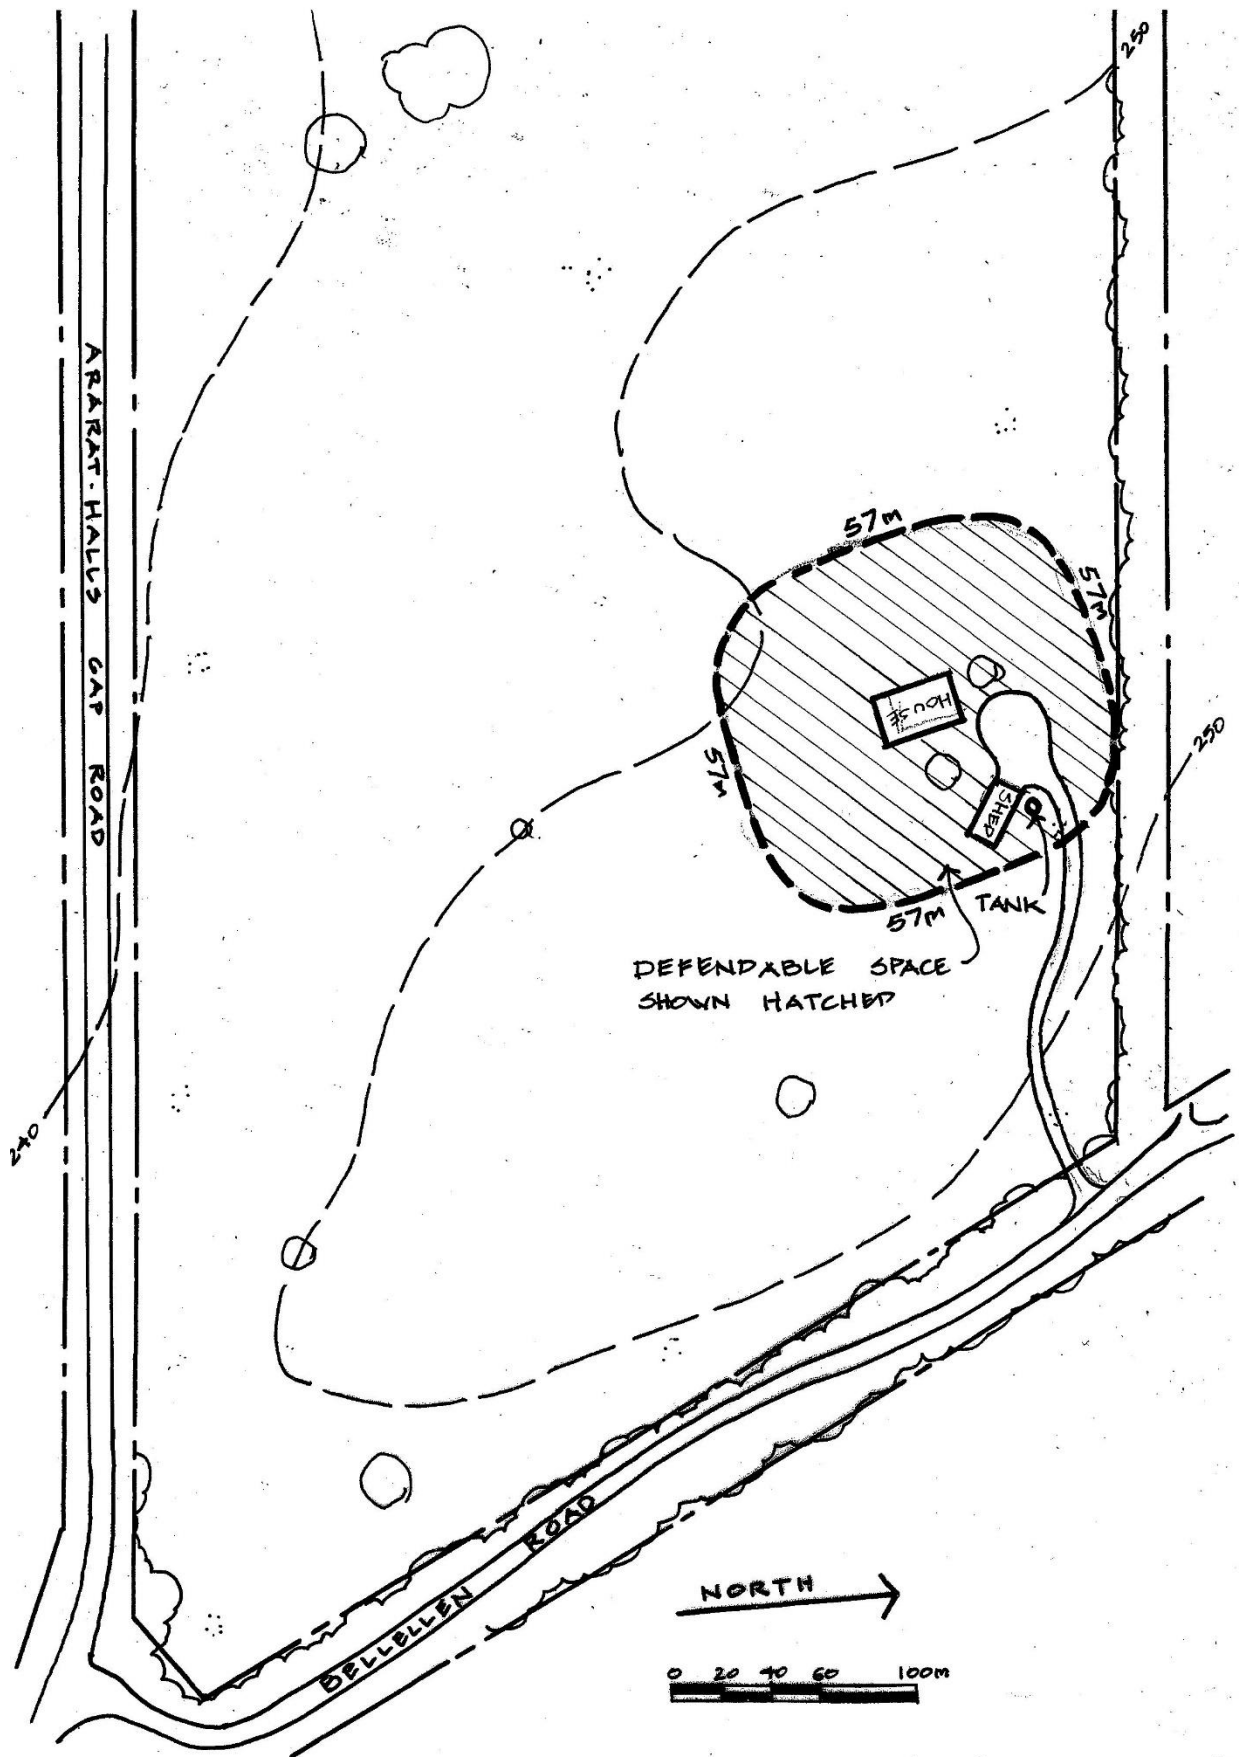 250
ARARAT-HALLS GAP ROAD
57m
57m
HOUSE
57m
250
SHED
57m
TANK
DEFENDABLE SPACE
SHOWN HATCHED
240
BELLELLEN ROAD
NORTH
0 20 40 60 100m